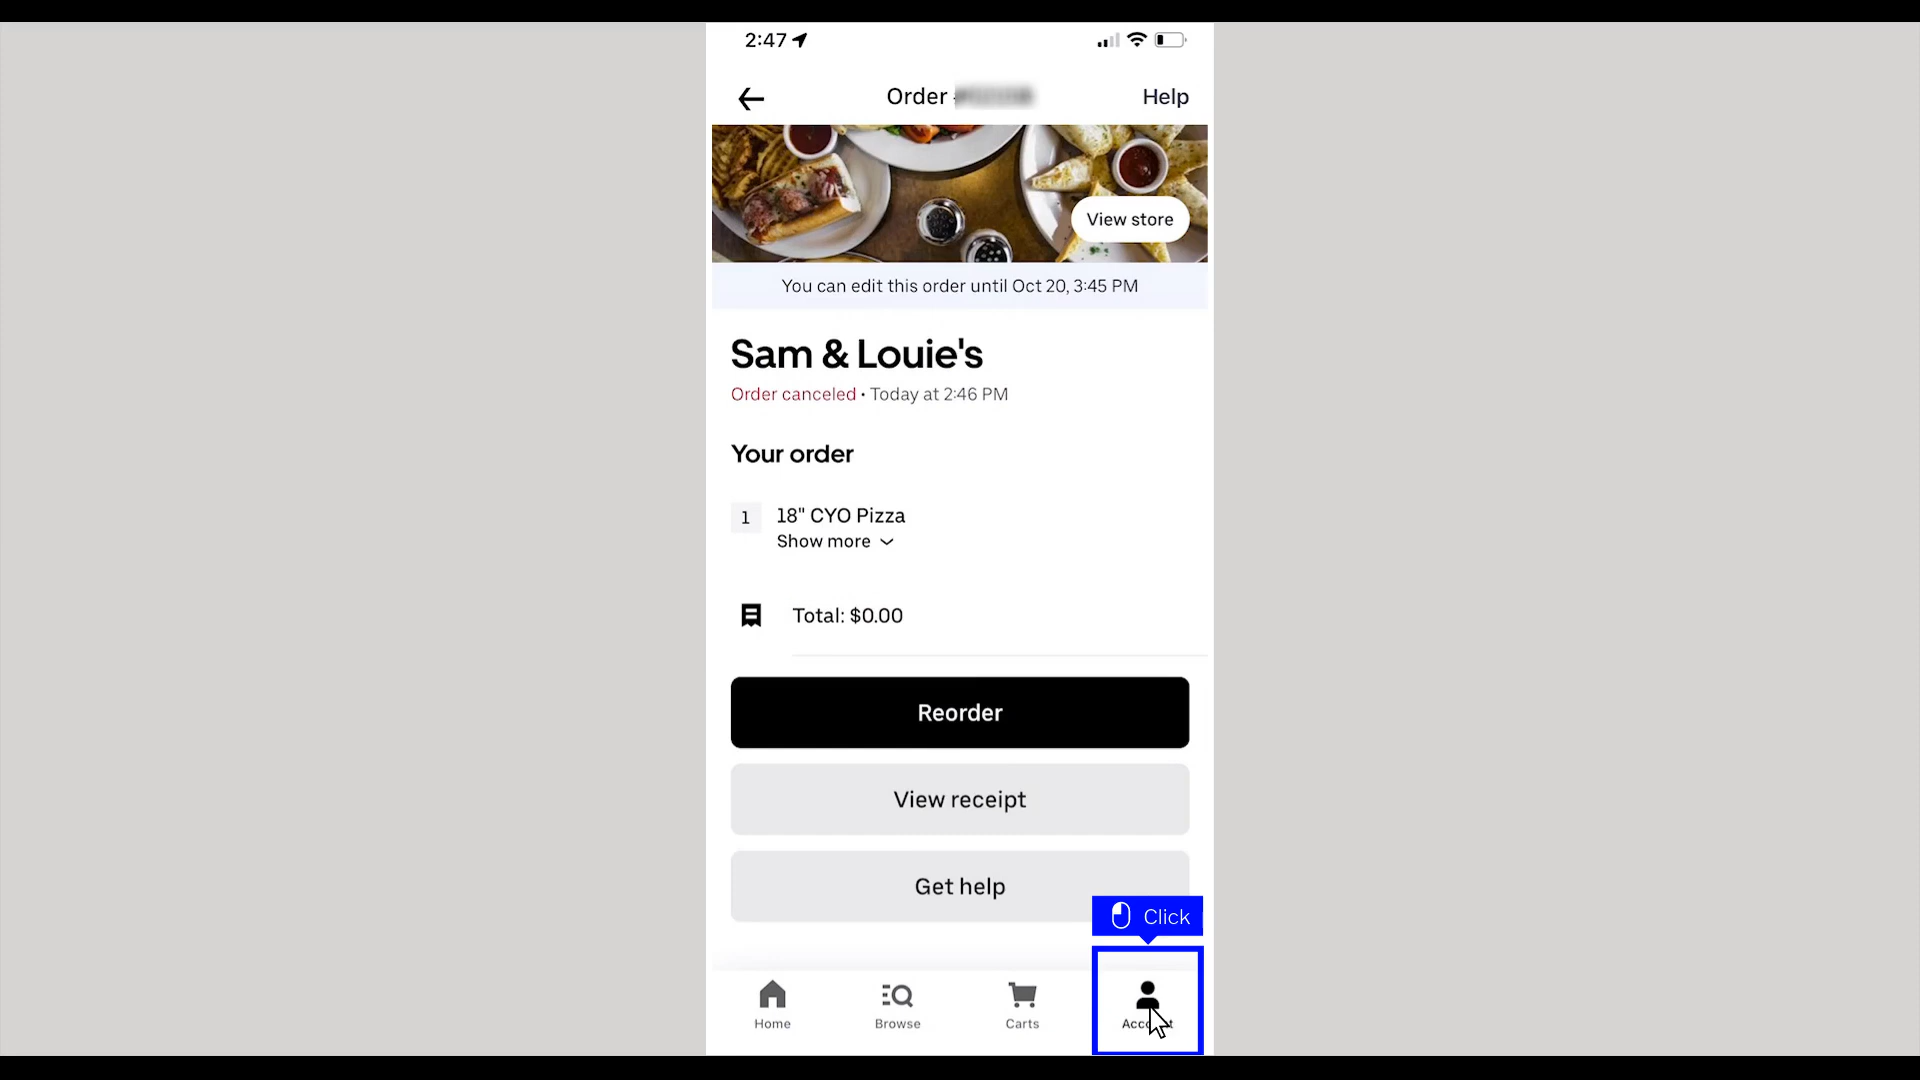 2:47
Order
Help
View store
You can edit this order until Oct 20, 3:45 PM
Sam & Louie's
Order canceled • Today at 2:46 PM
Your order
1
18" CYO Pizza
Show more
Total: $0.00
Reorder
View receipt
Get help
Click
Home
Browse
Carts